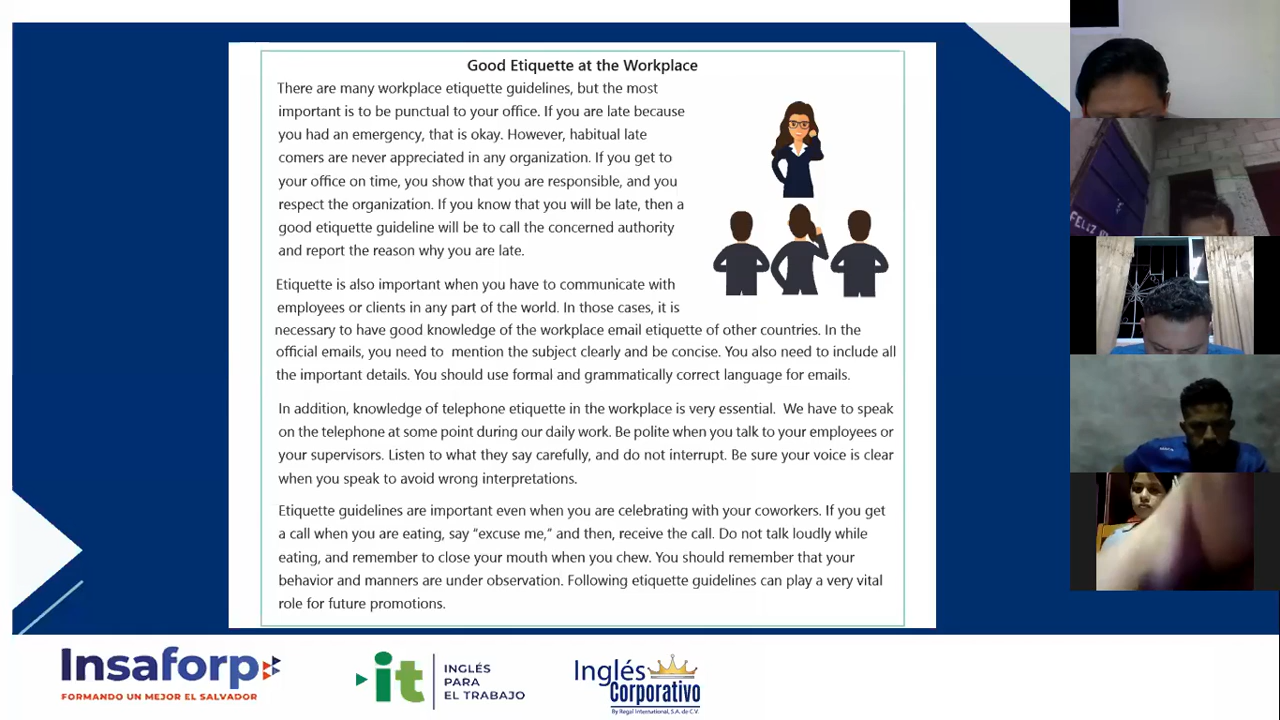 Good Etiquette at the Workplace
There are many workplace etiquette guidelines, but the most
important is to be punctual to your office. If you are late because
you had an emergency, that is okay. However, habitual late
comers are never appreciated in any organization. If you get to
your office on time, you show that you are responsible, and you
respect the organization. If you know that you will be late, then a
good etiquette guideline will be to call the concerned authority
and report the reason why you are late.
Etiquette is also important when you have to communicate with
employees or clients in any part of the world. In those cases, it is
necessary to have good knowledge of the workplace email etiquette of other countries. In the
official emails, you need to mention the subject clearly and be concise. You also need to include all
the important details. You should use formal and grammatically correct language for emails.
In addition, knowledge of telephone etiquette in the workplace is very essential. We have to speak
on the telephone at some point during our daily work. Be polite when you talk to your employees or
your supervisors. Listen to what they say carefully, and do not interrupt. Be sure your voice is clear
when you speak to avoid wrong interpretations.
Etiquette guidelines are important even when you are celebrating with your coworkers. If you get
a call when you are eating, say “excuse me,” and then, receive the call. Do not talk loudly while
eating, and remember to close your mouth when you chew. You should remember that your
behavior and manners are under observation. Following etiquette guidelines can play a very vital
role for future promotions.
FELIZ
Insaforp
FORMANDO UN MEJOR EL SALVADOR
it
INGLÉS
PARA
EL TRABAJO
Inglés
Corporativo
By Regal International, S.A. de C.V.